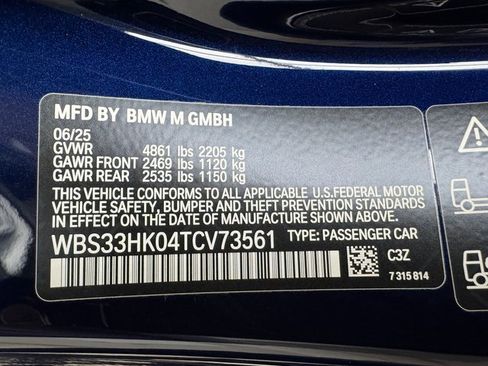 MFD BY BMW M GMBH
06/25
GVWR 4861 lbs 2205 kg
GAWR FRONT 2469 lbs 1120 kg
GAWR REAR 2535 lbs 1150 kg
THIS VEHICLE CONFORMS TO ALL APPLICABLE U.S.FEDERAL MOTOR
VEHICLE SAFETY, BUMPER AND THEFT PREVENTION STANDARDS IN
EFFECT ON THE DATE OF MANUFACTURE SHOWN ABOVE.
WBS33HK04TCV73561 TYPE: PASSENGER CAR
C3Z
7 315 814